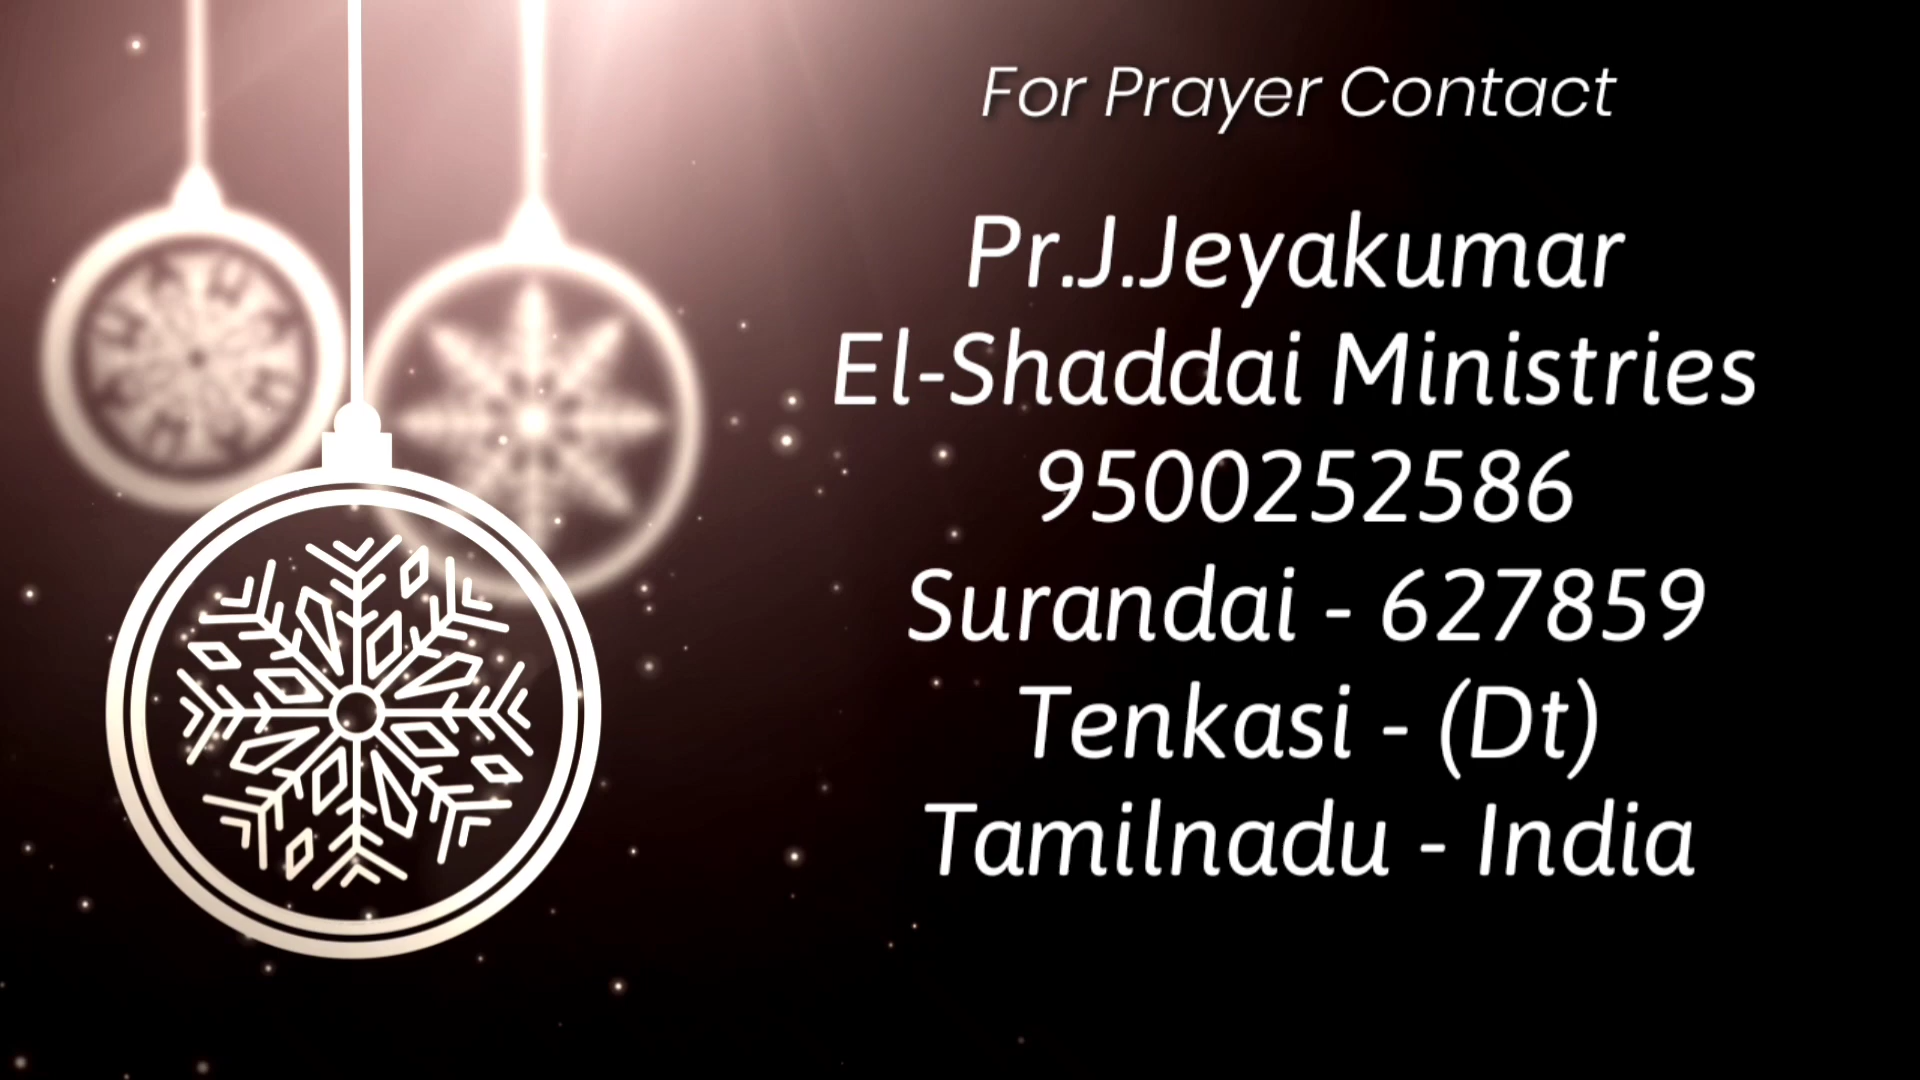 For Prayer Contact
Pr.J.Jeyakumar
El-Shaddai Ministries
9500252586
Surandai - 627859
Tenkasi - (Dt)
Tamilnadu - India